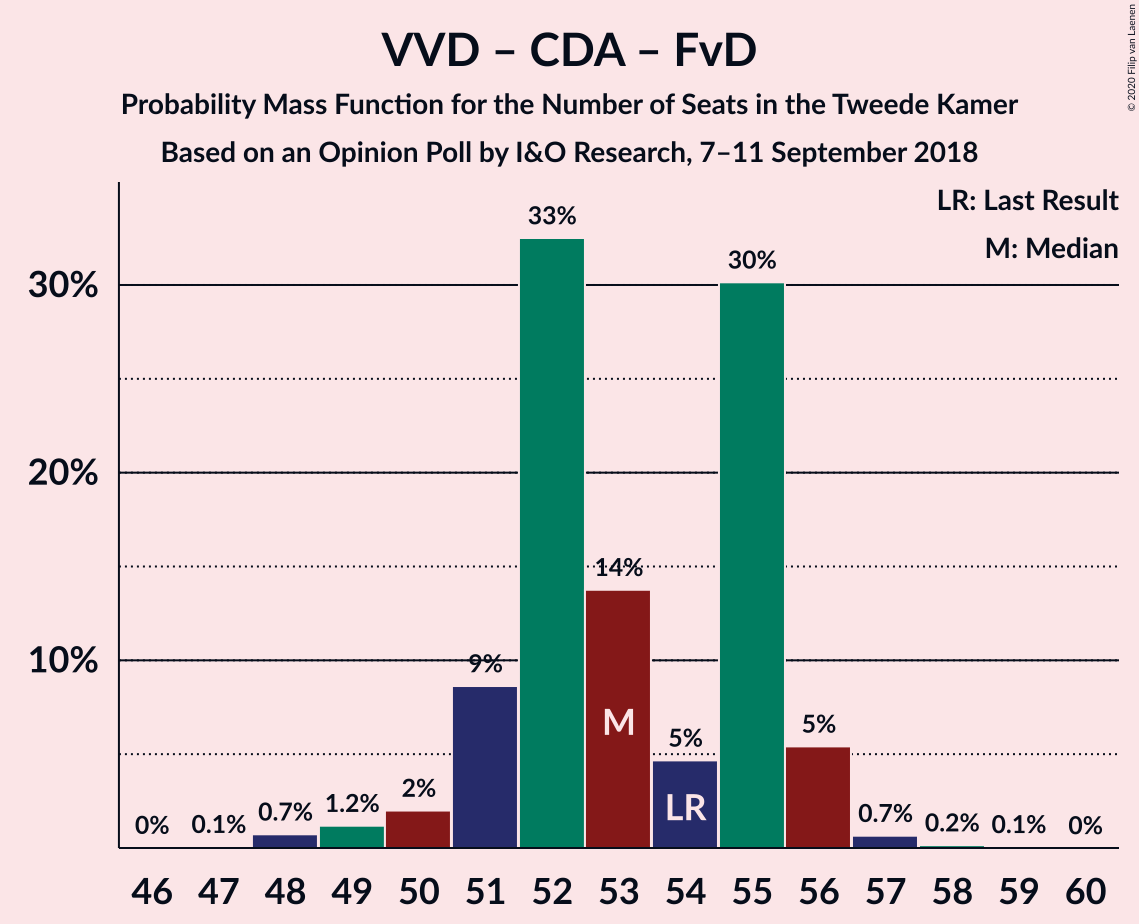 VVD – CDA – FvD
Probability Mass Function for the Number of Seats in the Tweede Kamer
Based on an Opinion Poll by I&O Research, 7–11 September 2018
© 2020 Filip van Laenen
LR: Last Result
M: Median
30%
20%
10%
0%
0.1%
0.7%
1.2%
2%
9%
33%
14%
5%
30%
5%
0.7%
0.2%
0.1%
0%
M
LR
46 47 48 49 50 51 52 53 54 55 56 57 58 59 60